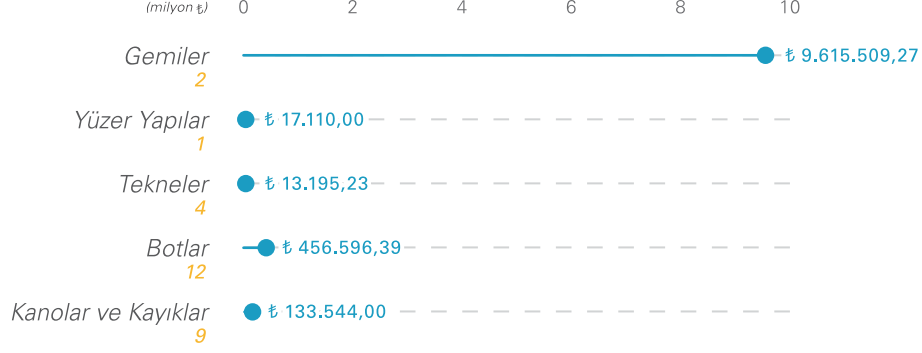 (milyon ₺) 0 2 4 6 8 10
Gemiler ₺ 9.615.509,27
2
Yüzer Yapılar ₺ 17.110,00
1
Tekneler ₺ 13.195,23
4
Botlar ₺ 456.596,39
12
Kanolar ve Kayıklar ₺ 133.544,00
9